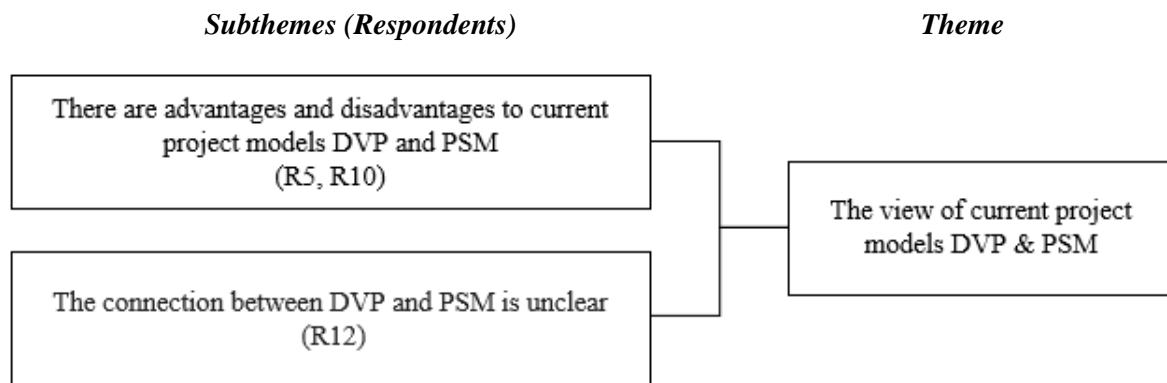 Subthemes (Respondents)
Theme
There are advantages and disadvantages to current
project models DVP and PSM
(R5, R10)
The connection between DVP and PSM is unclear
(R12)
The view of current project
models DVP & PSM